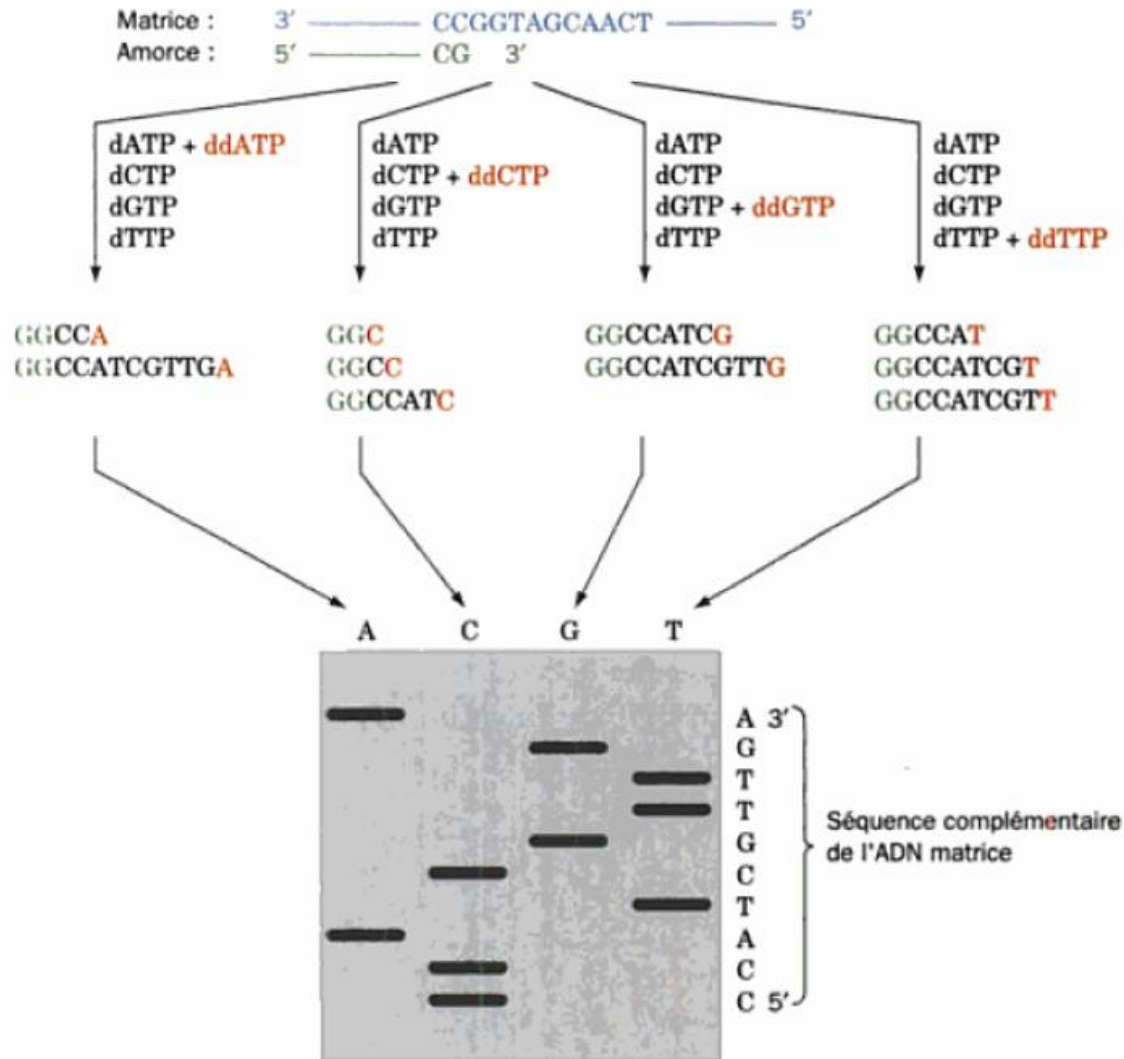 Matrice : 3′ CCGGTAGCAACT 5′
Amorce : 5′ CG 3′
dATP + ddATP
dCTP
dGTP
dTTP
dATP
dCTP + ddCTP
dGTP
dTTP
dATP
dCTP
dGTP + ddGTP
dTTP
dATP
dCTP
dGTP
dTTP + ddTTP
GGCCA
GGCCATCGTTGA
GGC
GGCC
GGCCATC
GGCCATCG
GGCCATCGTTG
GGCCAT
GGCCATCGT
GGCCATCGTT
A C G T
A 3′
G
T
T
G
C
T
A
C
C 5′
Séquence complémentaire
de l'ADN matrice